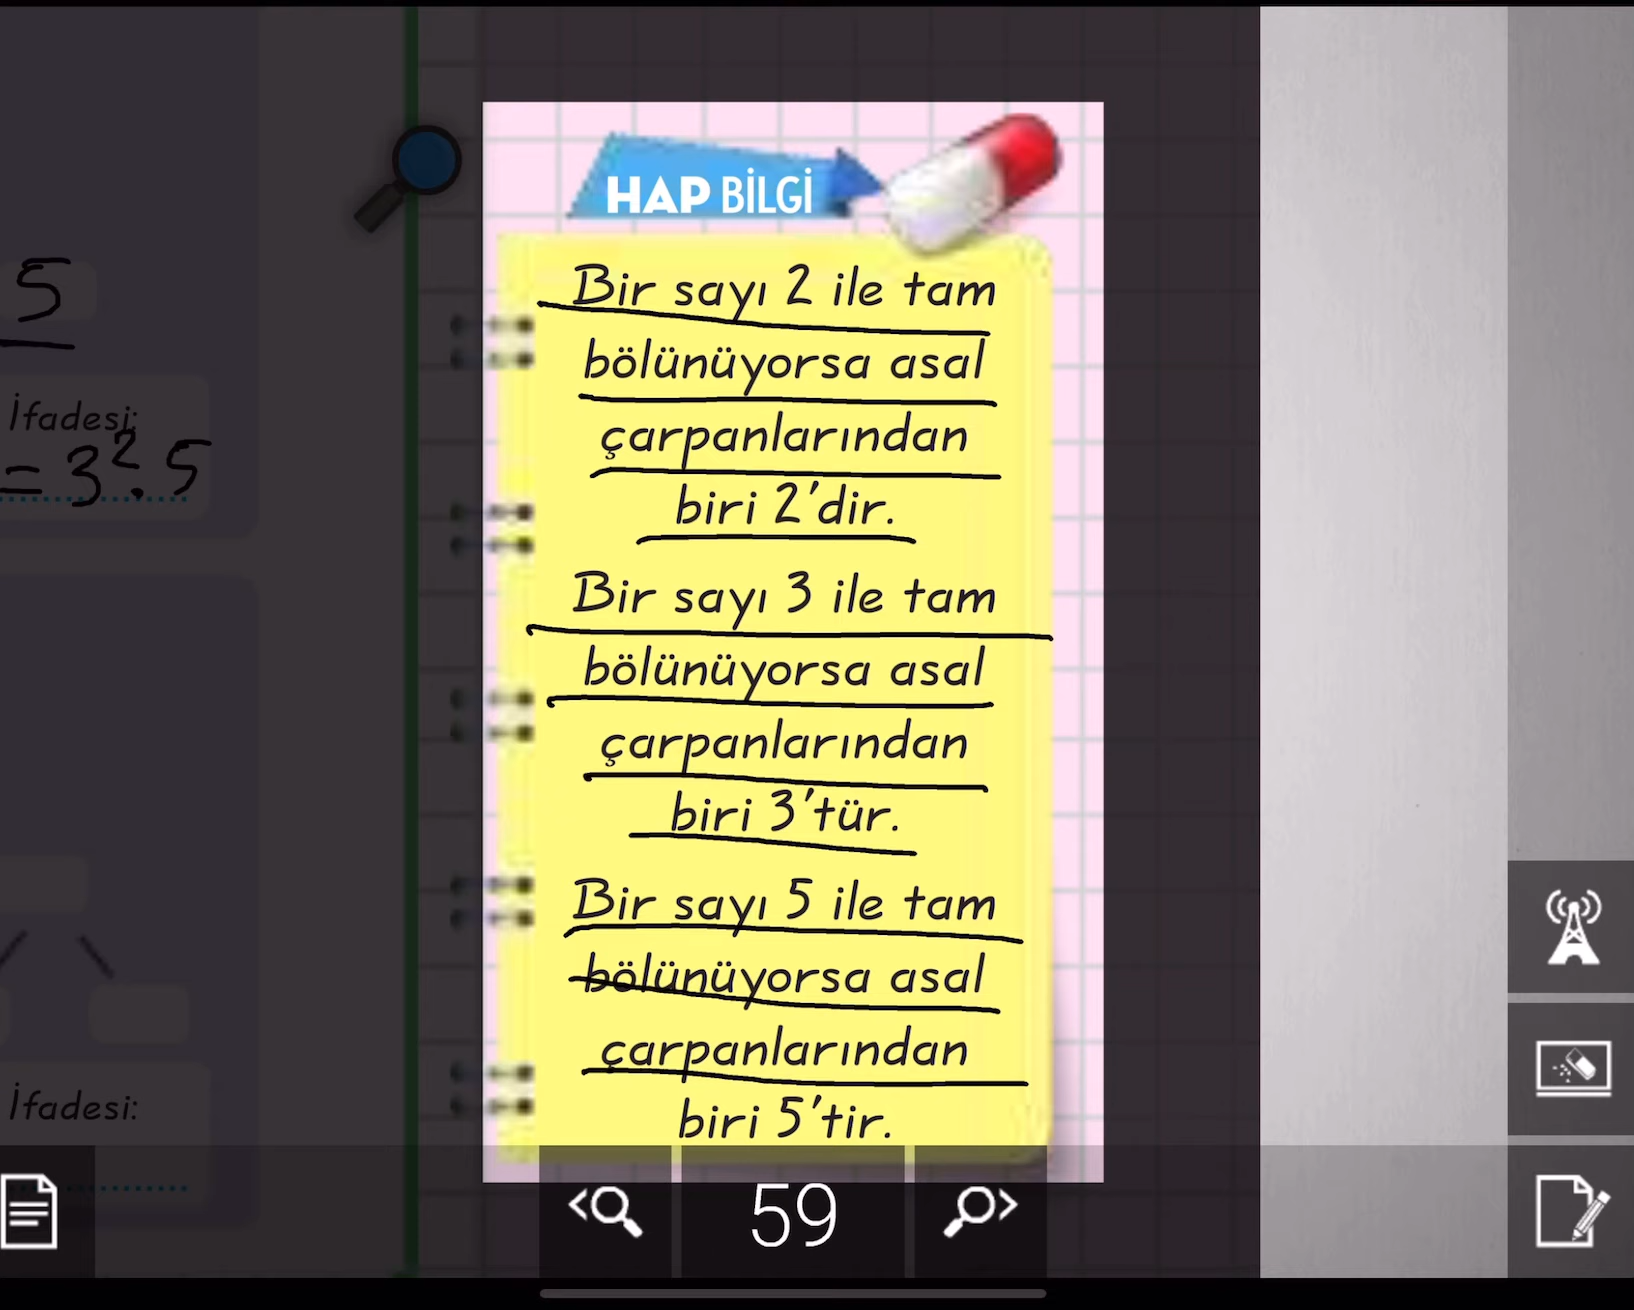 HAP BİLGİ
Bir sayı 2 ile tam
bölünüyorsa asal
çarpanlarından
biri 2'dir.
Bir sayı 3 ile tam
bölünüyorsa asal
çarpanlarından
biri 3'tür.
Bir sayı 5 ile tam
bölünüyorsa asal
çarpanlarından
biri 5'tir.
5
İfadesi:
= 3².5
İfadesi:
59